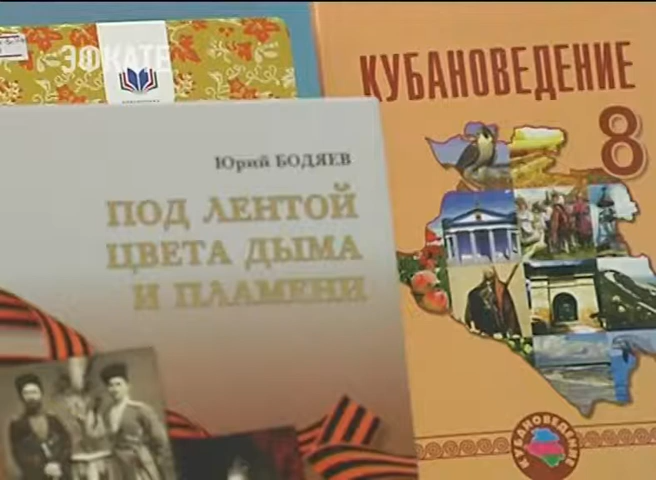 ЭФКАТЕ
КУБАНОВЕДЕНИЕ
8
Юрий БОДЯЕВ
ПОД ЛЕНТОЙ
ЦВЕТА ДЫМА
И ПЛАМЕНИ
КУБАНОВЕДЕНИЕ